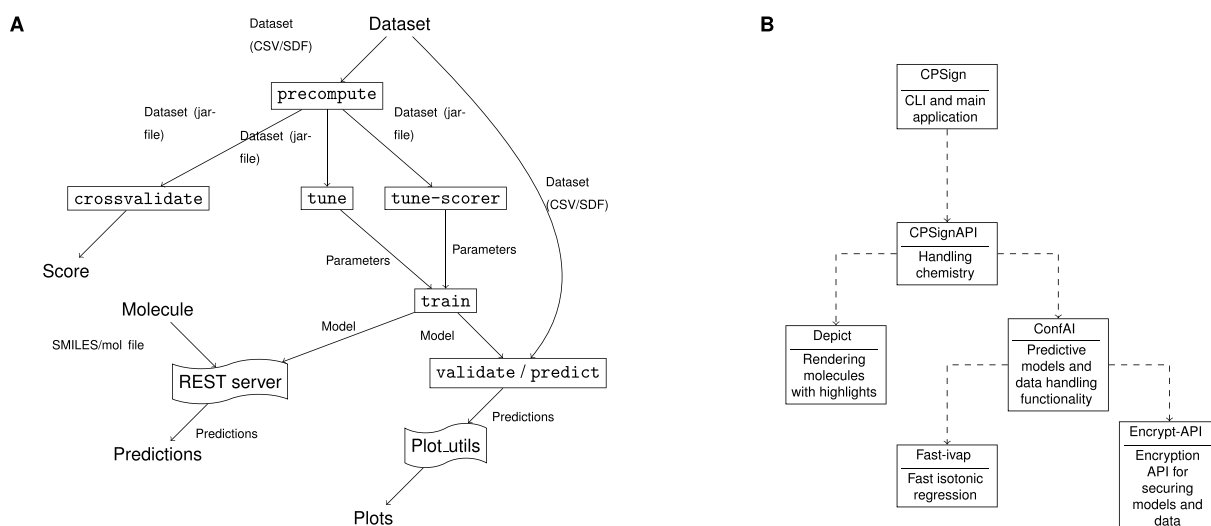 A
Dataset
(CSV/SDF)
Dataset
precompute
Dataset (jar-
file)
Dataset (jar-
file)
Dataset (jar-
file)
crossvalidate
tune
tune-scorer
Dataset
(CSV/SDF)
Score
Parameters
Parameters
train
Molecule
SMILES/mol file
Model
Model
REST server
validate / predict
Predictions
Predictions
Predictions
Plot_utils
Plots
B
CPSign
CLI and main
application
CPSignAPI
Handling
chemistry
Depict
Rendering
molecules
with highlights
ConfAI
Predictive
models and
data handling
functionality
Fast-ivap
Fast isotonic
regression
Encrypt-API
Encryption
API for
securing
models and
data